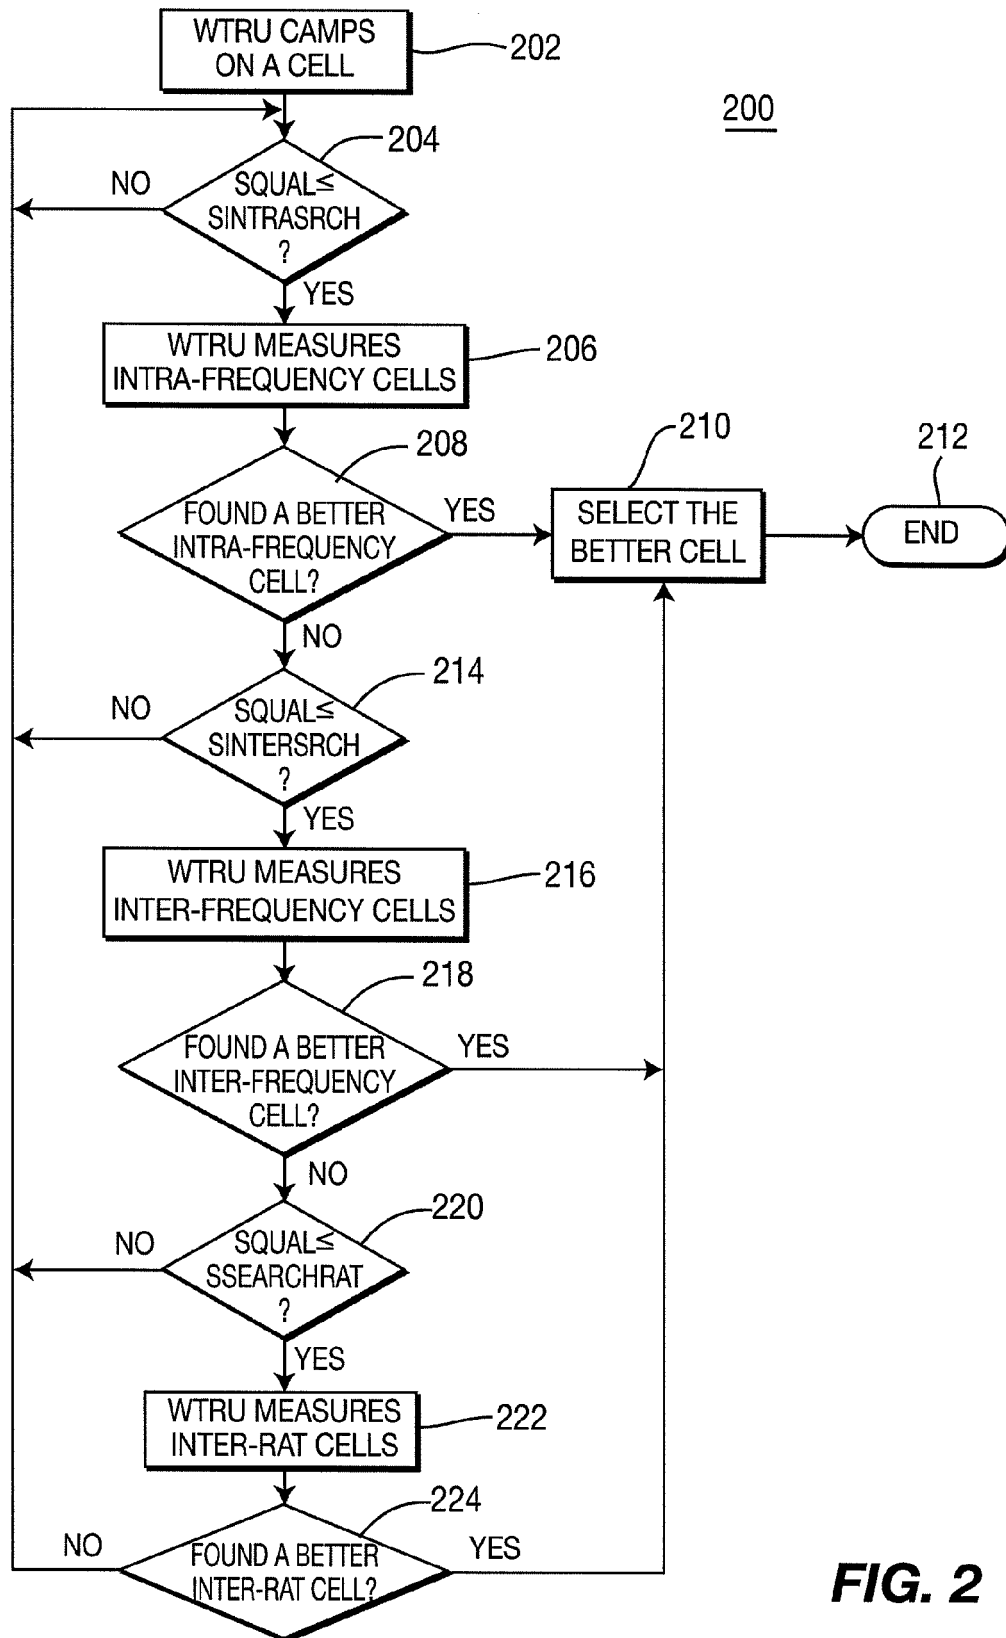 WTRU CAMPS
ON A CELL
202
200
204
NO
SQUAL≤
SINTRASRCH
?
YES
WTRU MEASURES
INTRA-FREQUENCY CELLS
206
208
FOUND A BETTER
INTRA-FREQUENCY
CELL?
YES
210
SELECT THE
BETTER CELL
212
END
NO
214
NO
SQUAL≤
SINTERSRCH
?
YES
WTRU MEASURES
INTER-FREQUENCY CELLS
216
218
FOUND A BETTER
INTER-FREQUENCY
CELL?
YES
NO
220
NO
SQUAL≤
SSEARCHRAT
?
YES
WTRU MEASURES
INTER-RAT CELLS
222
224
NO
FOUND A BETTER
INTER-RAT CELL?
YES
FIG. 2